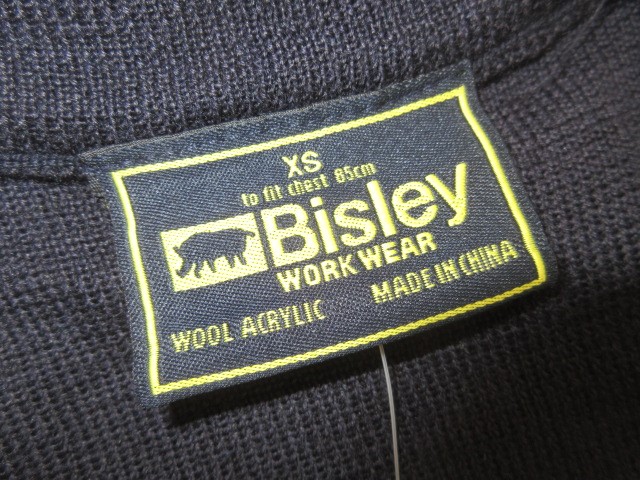 XS
to fit chest 85cm
Bisley
WORK WEAR
WOOL ACRYLIC MADE IN CHINA